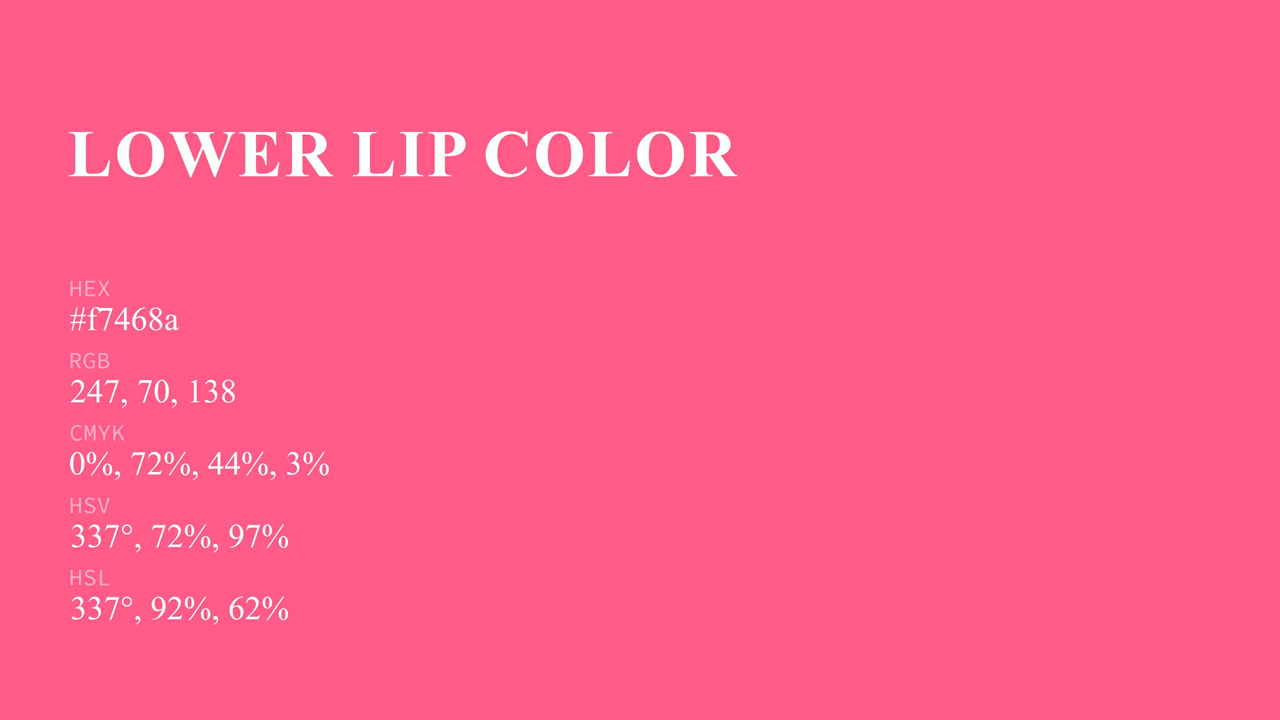 LOWER LIP COLOR
HEX
#f7468a
RGB
247, 70, 138
CMYK
0%, 72%, 44%, 3%
HSV
337°, 72%, 97%
HSL
337°, 92%, 62%